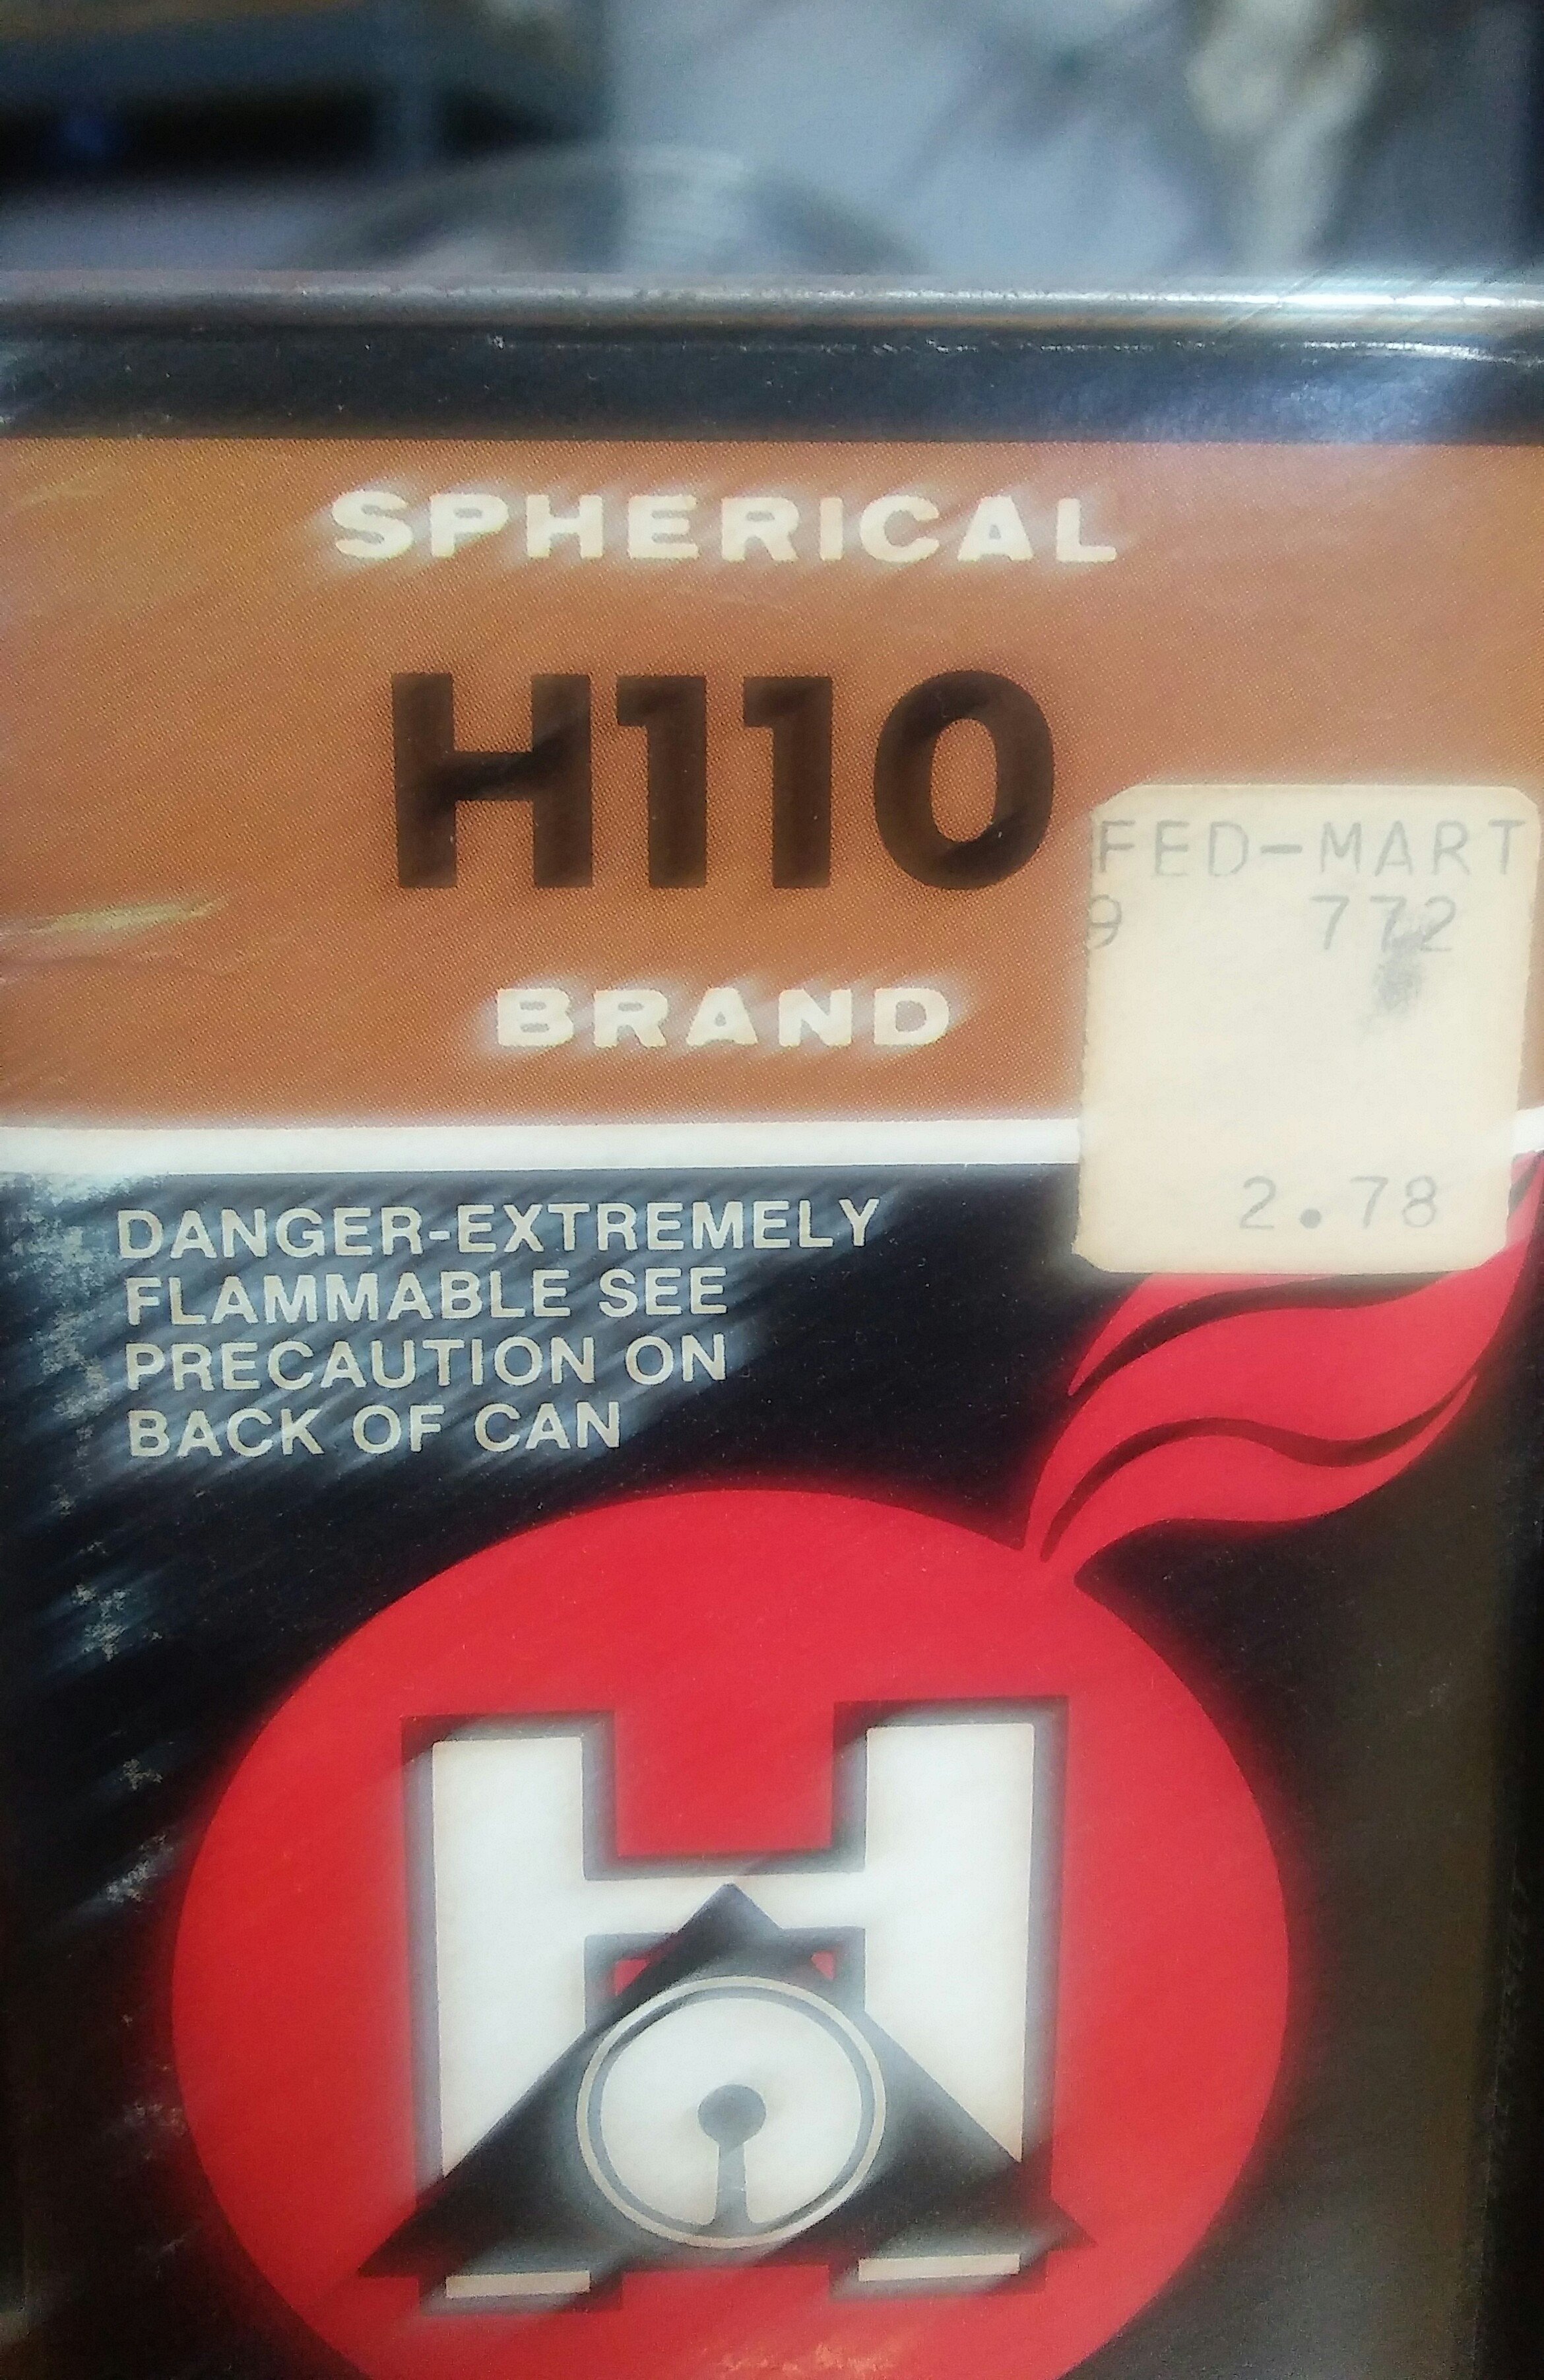 SPHERICAL
H110
BRAND
FED-MART
9 772
2.78
DANGER-EXTREMELY
FLAMMABLE SEE
PRECAUTION ON
BACK OF CAN
H